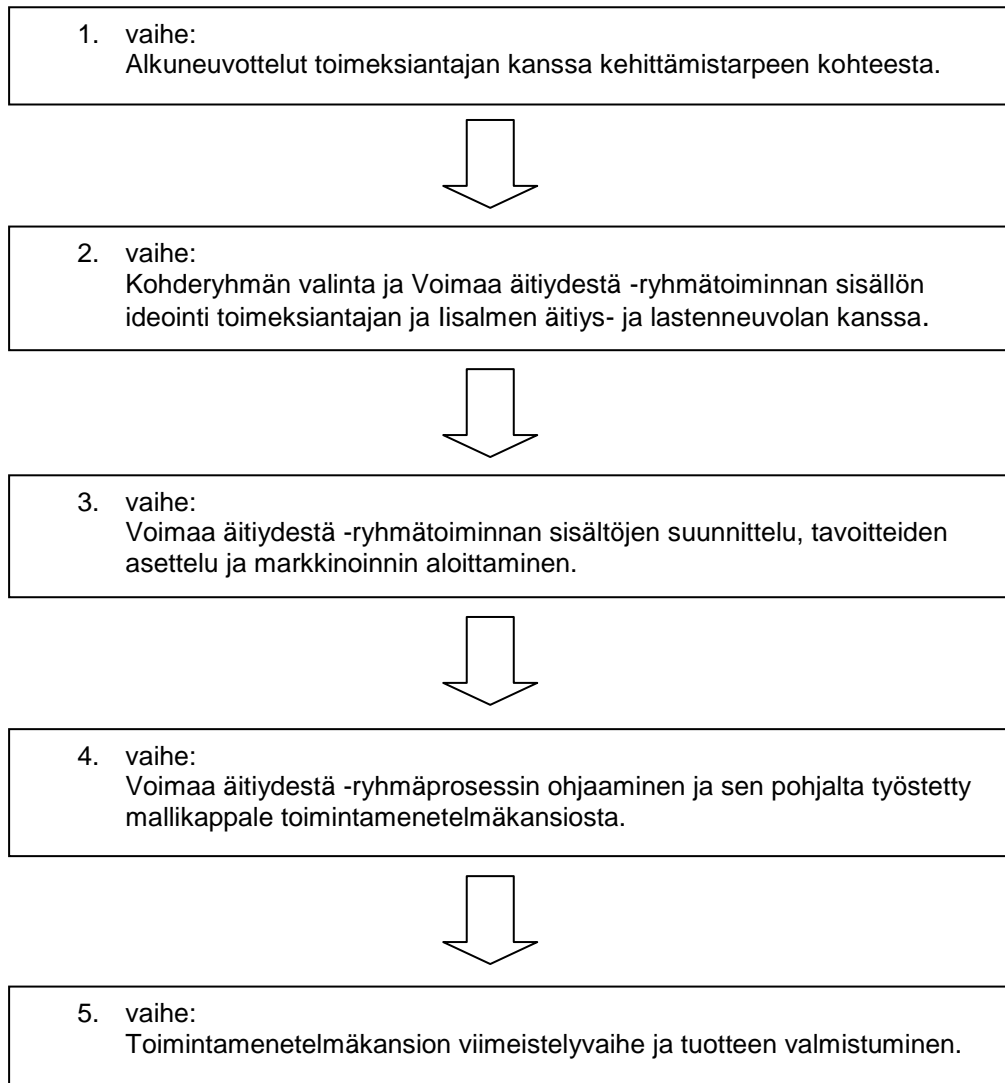 1. vaihe:
Alkuneuvottelut toimeksiantajan kanssa kehittämistarpeen kohteesta.
2. vaihe:
Kohderyhmän valinta ja Voimaa äitiydestä -ryhmätoiminnan sisällön
ideointi toimeksiantajan ja Iisalmen äitiys- ja lastenneuvolan kanssa.
3. vaihe:
Voimaa äitiydestä -ryhmätoiminnan sisältöjen suunnittelu, tavoitteiden
asettelu ja markkinoinnin aloittaminen.
4. vaihe:
Voimaa äitiydestä -ryhmäprosessin ohjaaminen ja sen pohjalta työstetty
mallikappale toimintamenetelmäkansiosta.
5. vaihe:
Toimintamenetelmäkansion viimeistelyvaihe ja tuotteen valmistuminen.